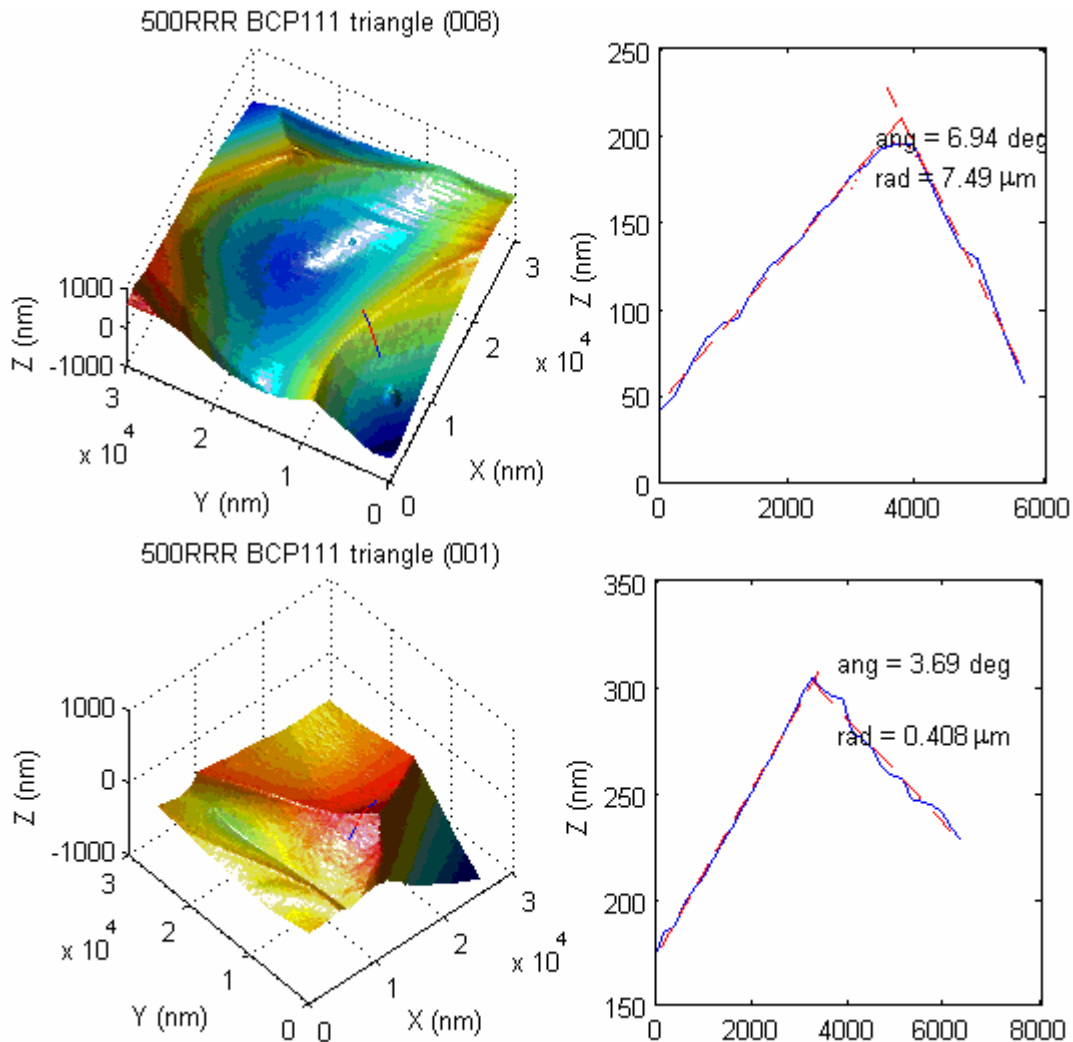 500RRR BCP111 triangle (008)
1000
0
-1000
Z (nm)
3
2
1
0
x 10^4
Y (nm)
3
2
1
0
x 10^4
X (nm)
250
200
150
100
50
0
Z (nm)
ang = 6.94 deg
rad = 7.49 μm
0 2000 4000 6000
500RRR BCP111 triangle (001)
1000
0
-1000
Z (nm)
3
2
1
0
x 10^4
Y (nm)
3
2
1
0
x 10^4
X (nm)
350
300
250
200
150
Z (nm)
ang = 3.69 deg
rad = 0.408 μm
0 2000 4000 6000 8000